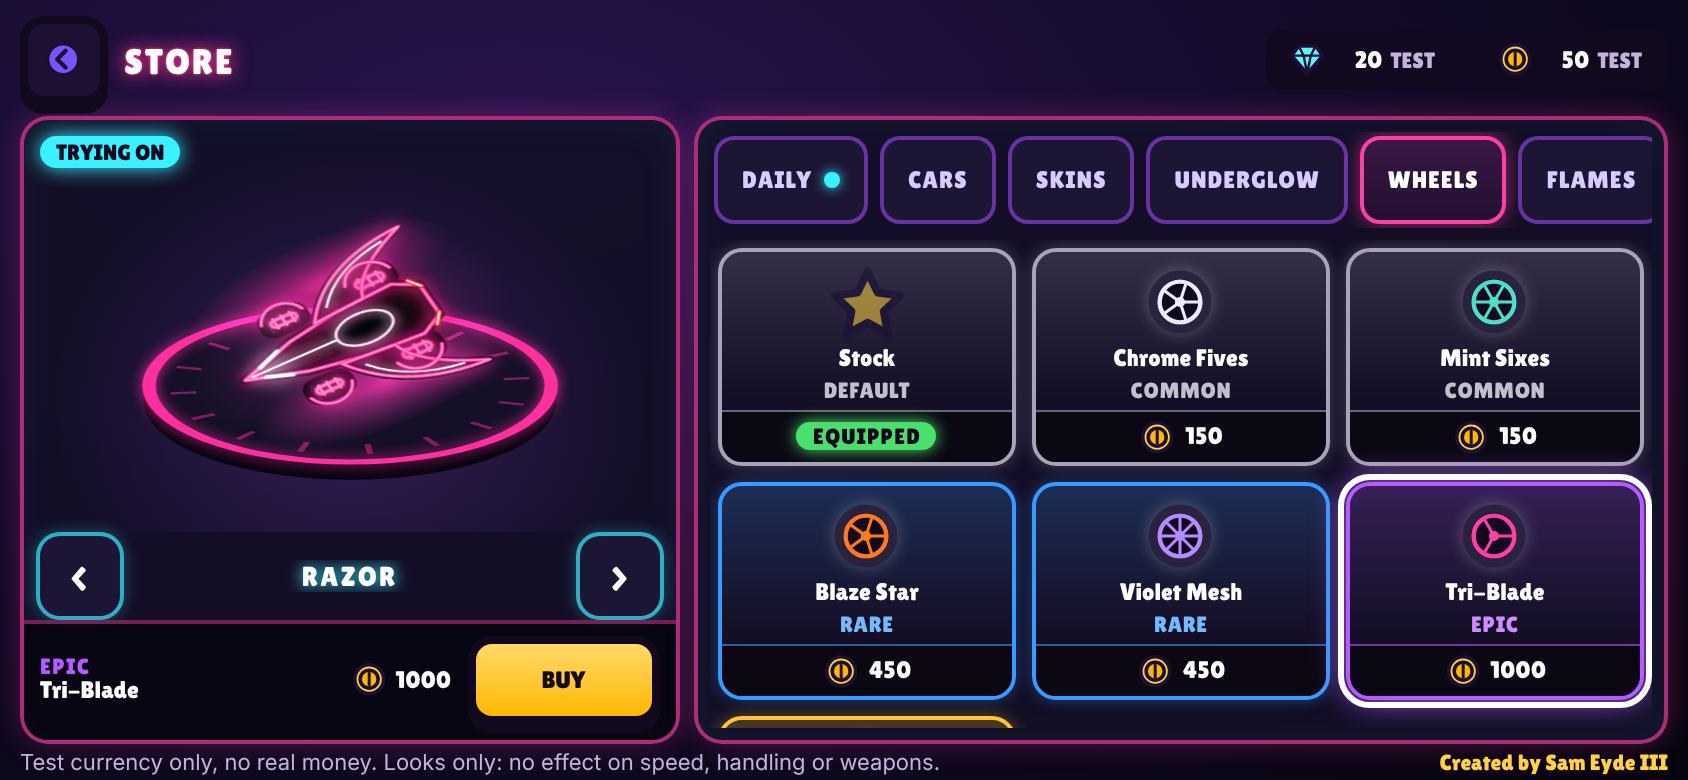 STORE
20 TEST
50 TEST
TRYING ON
DAILY
CARS
SKINS
UNDERGLOW
WHEELS
FLAMES
Stock
DEFAULT
EQUIPPED
Chrome Fives
COMMON
150
Mint Sixes
COMMON
150
Blaze Star
RARE
450
Violet Mesh
RARE
450
Tri-Blade
EPIC
1000
RAZOR
EPIC
Tri-Blade
1000
BUY
Test currency only, no real money. Looks only: no effect on speed, handling or weapons.
Created by Sam Eyde III